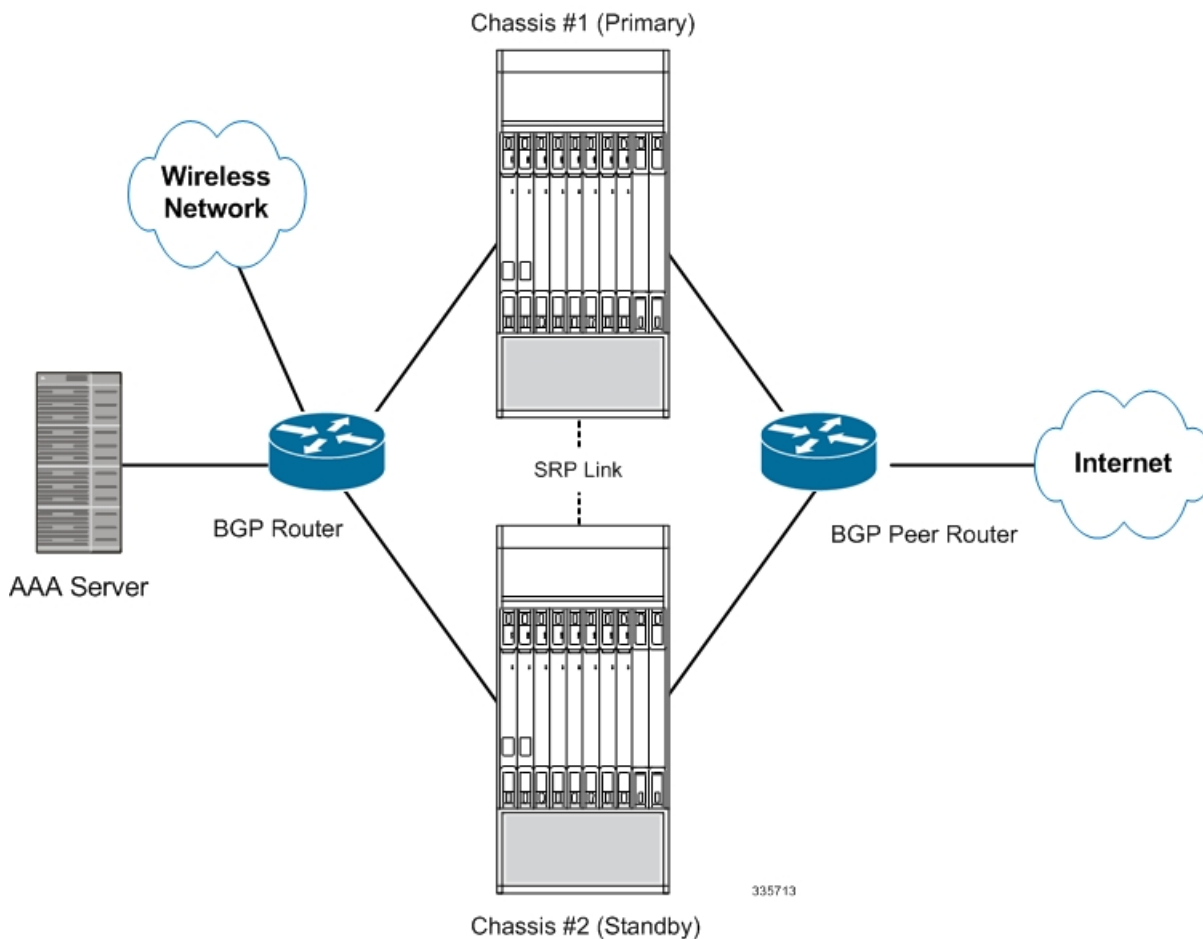 Chassis #1 (Primary)
Wireless
Network
SRP Link
Internet
BGP Router
BGP Peer Router
AAA Server
335713
Chassis #2 (Standby)